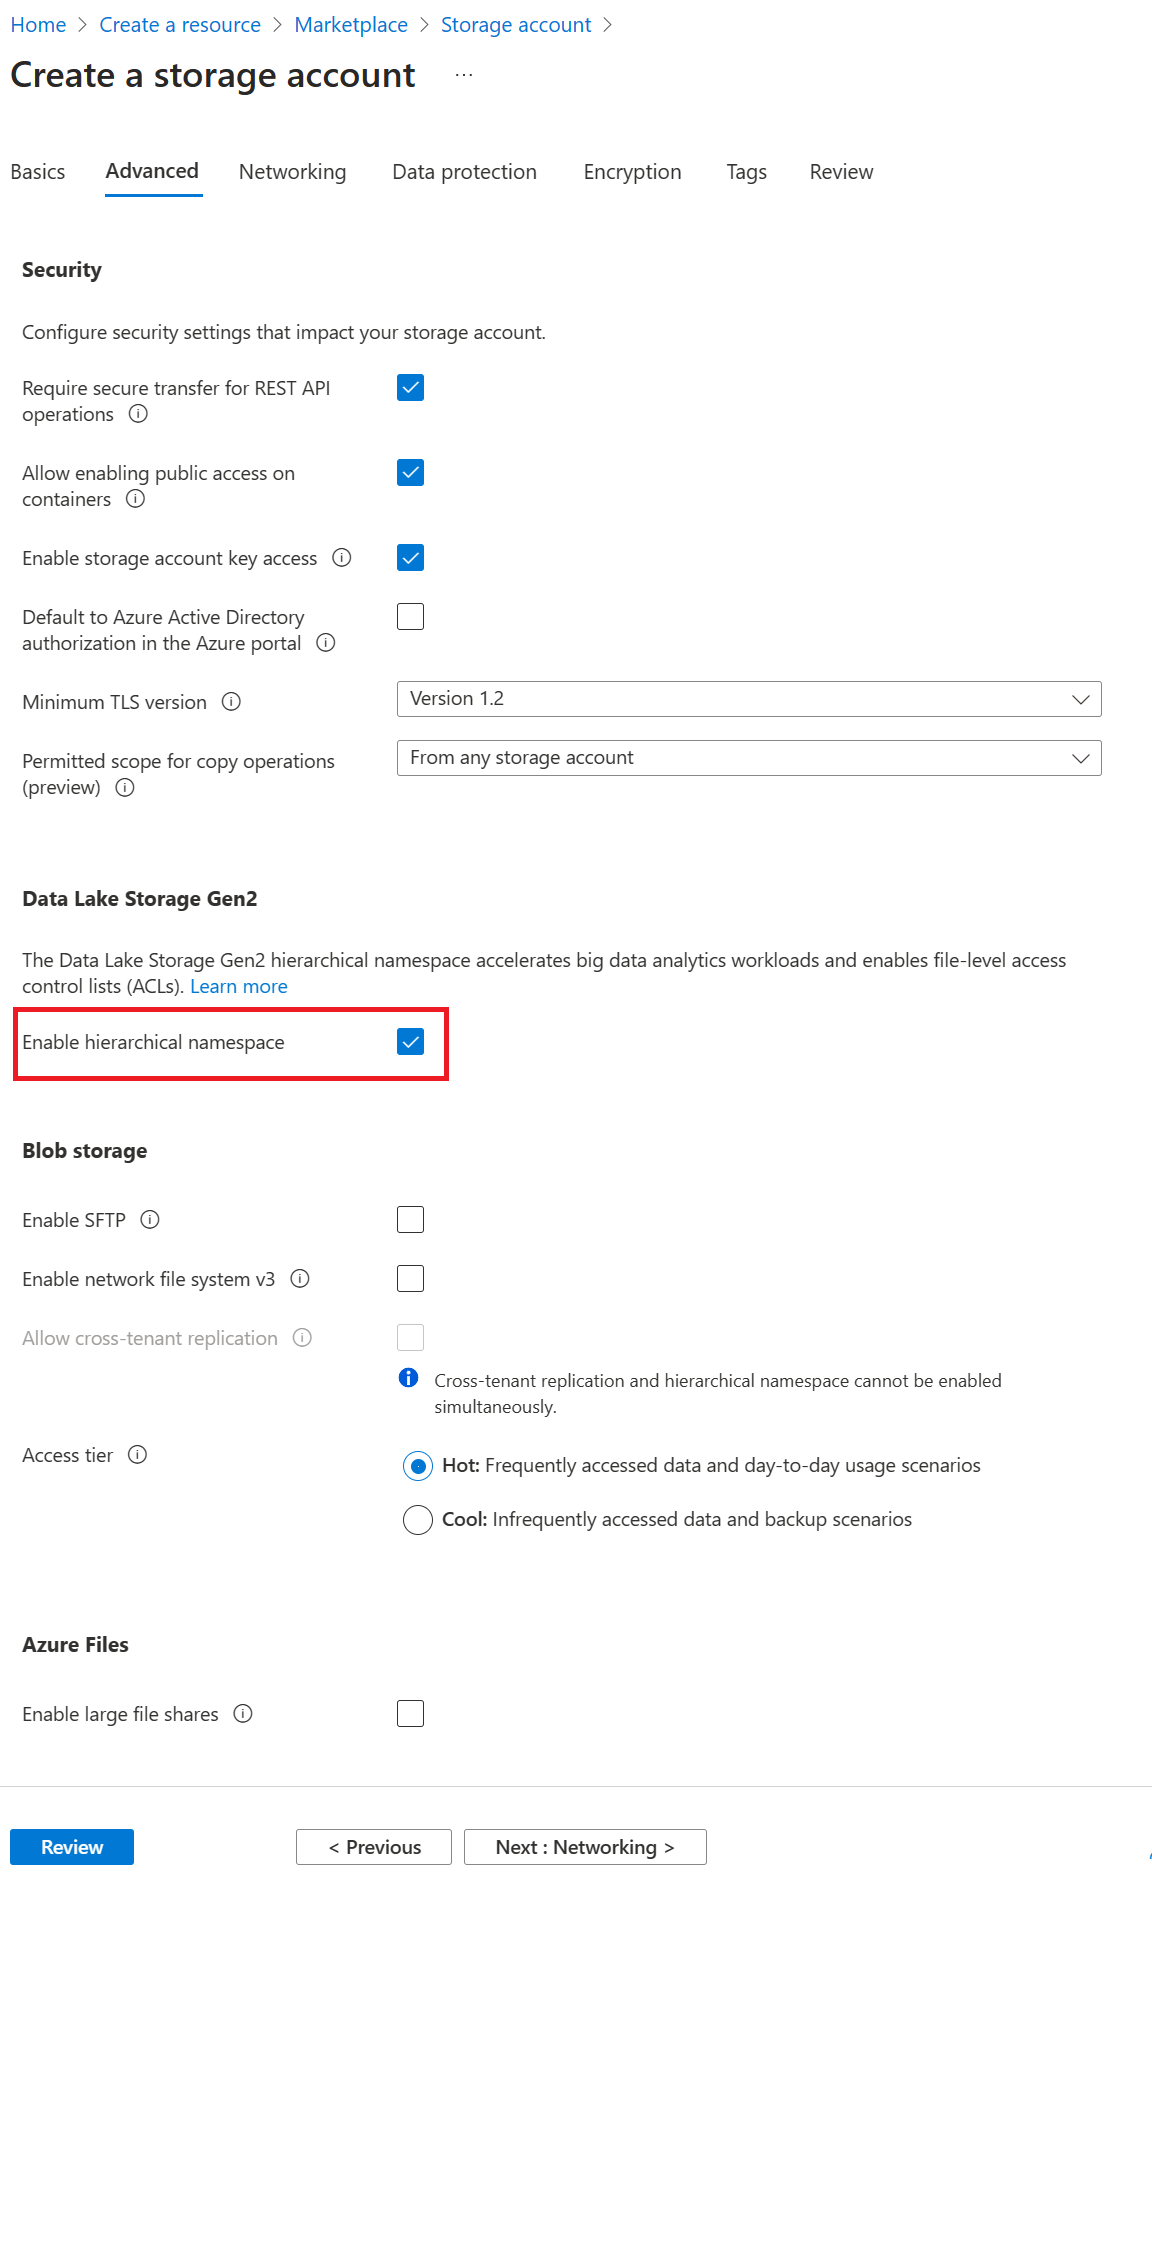 Home > Create a resource > Marketplace > Storage account >
Create a storage account ...
Basics Advanced Networking Data protection Encryption Tags Review
Security
Configure security settings that impact your storage account.
Require secure transfer for REST API
operations
Allow enabling public access on
containers
Enable storage account key access
Default to Azure Active Directory
authorization in the Azure portal
Minimum TLS version Version 1.2
Permitted scope for copy operations From any storage account
(preview)
Data Lake Storage Gen2
The Data Lake Storage Gen2 hierarchical namespace accelerates big data analytics workloads and enables file-level access
control lists (ACLs). Learn more
Enable hierarchical namespace
Blob storage
Enable SFTP
Enable network file system v3
Allow cross-tenant replication
Cross-tenant replication and hierarchical namespace cannot be enabled
simultaneously.
Access tier
Hot: Frequently accessed data and day-to-day usage scenarios
Cool: Infrequently accessed data and backup scenarios
Azure Files
Enable large file shares
Review < Previous Next : Networking >